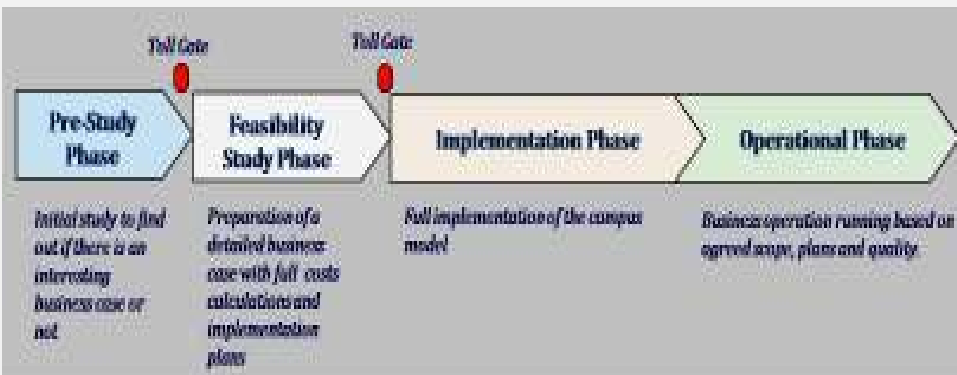 Toll Gate
Toll Gate
Pre-Study
Phase
Feasibility
Study Phase
Implementation Phase
Operational Phase
Initial study to find
out if there is an
interesting
business case or
not
Preparation of a
detailed business
case with full costs
calculations and
implementation
plans
Full implementation of the campus
model
Business operation running based on
agreed scope, plans and quality.